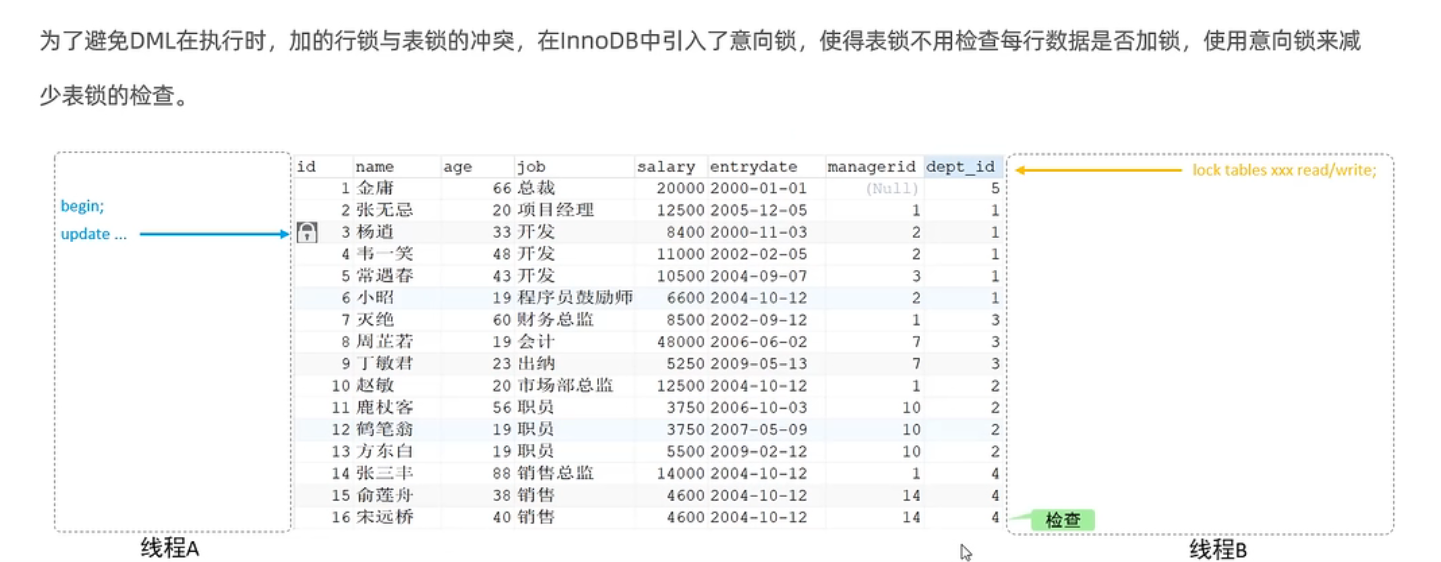 为了避免DML在执行时，加的行锁与表锁的冲突，在InnoDB中引入了意向锁，使得表锁不用检查每行数据是否加锁，使用意向锁来减
少表锁的检查。
id name age job salary entrydate managerid dept_id
lock tables xxx read/write;
1 金庸 66 总裁 20000 2000-01-01 (Null) 5
begin;
2 张无忌 20 项目经理 12500 2005-12-05 1 1
update ...
3 杨逍 33 开发 8400 2000-11-03 2 1
4 韦一笑 48 开发 11000 2002-02-05 2 1
5 常遇春 43 开发 10500 2004-09-07 3 1
6 小昭 19 程序员鼓励师 6600 2004-10-12 2 1
7 灭绝 60 财务总监 8500 2002-09-12 1 3
8 周芷若 19 会计 48000 2006-06-02 7 3
9 丁敏君 23 出纳 5250 2009-05-13 7 3
10 赵敏 20 市场部总监 12500 2004-10-12 1 2
11 鹿杖客 56 职员 3750 2006-10-03 10 2
12 鹤笔翁 19 职员 3750 2007-05-09 10 2
13 方东白 19 职员 5500 2009-02-12 10 2
14 张三丰 88 销售总监 14000 2004-10-12 1 4
15 俞莲舟 38 销售 4600 2004-10-12 14 4
16 宋远桥 40 销售 4600 2004-10-12 14 4
检查
线程A
线程B